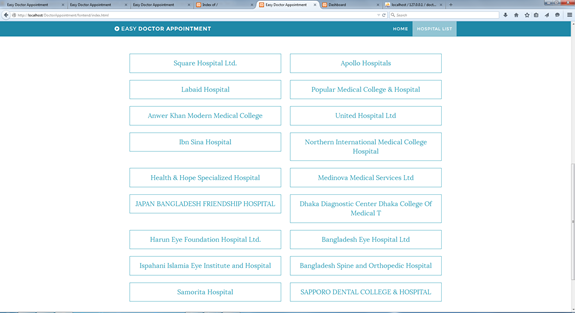 Easy Doctor Appointment
Easy Doctor Appointment
Easy Doctor Appointment
Index of /
Easy Doctor Appointment
Dashboard
Search
EASY DOCTOR APPOINTMENT
HOME
HOSPITAL LIST
Square Hospital Ltd.
Apollo Hospitals
Labaid Hospital
Popular Medical College & Hospital
Anwer Khan Modern Medical College
United Hospital Ltd
Ibn Sina Hospital
Northern International Medical College
Hospital
Health & Hope Specialized Hospital
Medinova Medical Services Ltd
JAPAN BANGLADESH FRIENDSHIP HOSPITAL
Dhaka Diagnostic Center Dhaka College Of
Medical T
Harun Eye Foundation Hospital Ltd.
Bangladesh Eye Hospital Ltd
Ispahani Islamia Eye Institute and Hospital
Bangladesh Spine and Orthopedic Hospital
Samorita Hospital
SAPPORO DENTAL COLLEGE & HOSPITAL